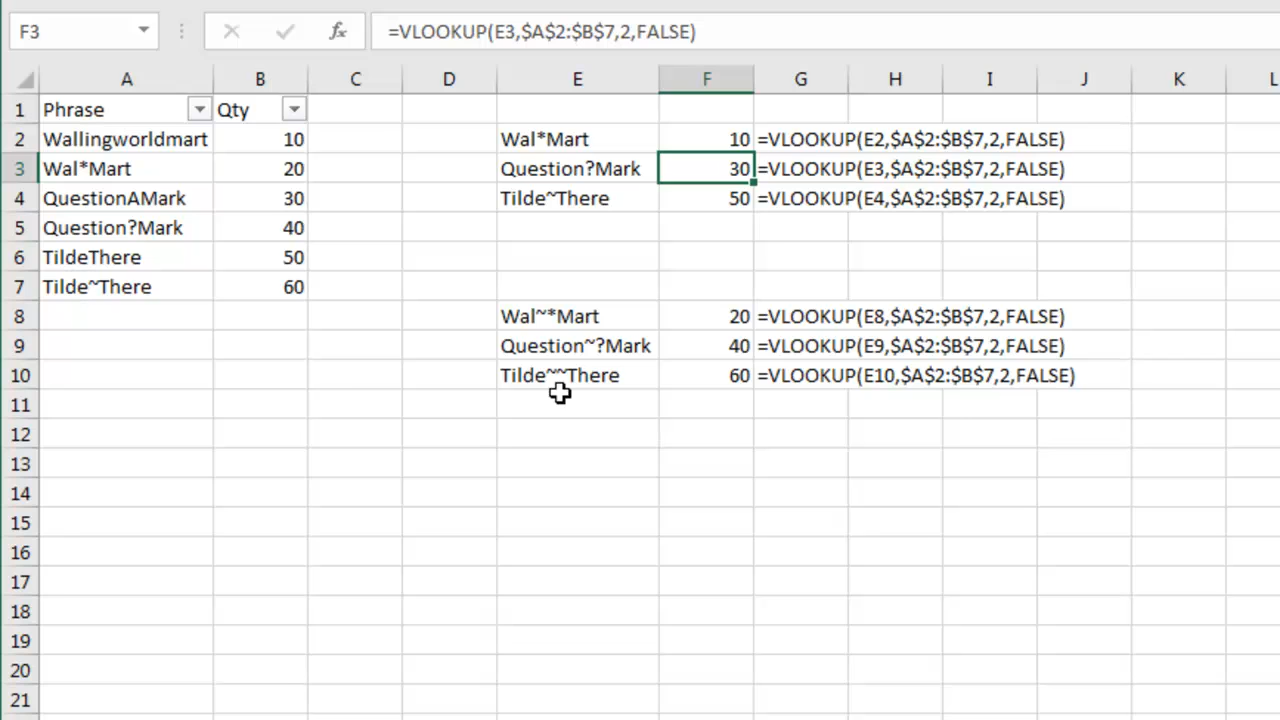 F3 fx =VLOOKUP(E3,$A$2:$B$7,2,FALSE)
A B C D E F G H I J K L
1 Phrase Qty
2 Wallingworldmart 10 Wal*Mart 10 =VLOOKUP(E2,$A$2:$B$7,2,FALSE)
3 Wal*Mart 20 Question?Mark 30 =VLOOKUP(E3,$A$2:$B$7,2,FALSE)
4 QuestionAMark 30 Tilde~There 50 =VLOOKUP(E4,$A$2:$B$7,2,FALSE)
5 Question?Mark 40
6 TildeThere 50
7 Tilde~There 60
8 Wal~*Mart 20 =VLOOKUP(E8,$A$2:$B$7,2,FALSE)
9 Question~?Mark 40 =VLOOKUP(E9,$A$2:$B$7,2,FALSE)
10 Tilde~~There 60 =VLOOKUP(E10,$A$2:$B$7,2,FALSE)
11
12
13
14
15
16
17
18
19
20
21